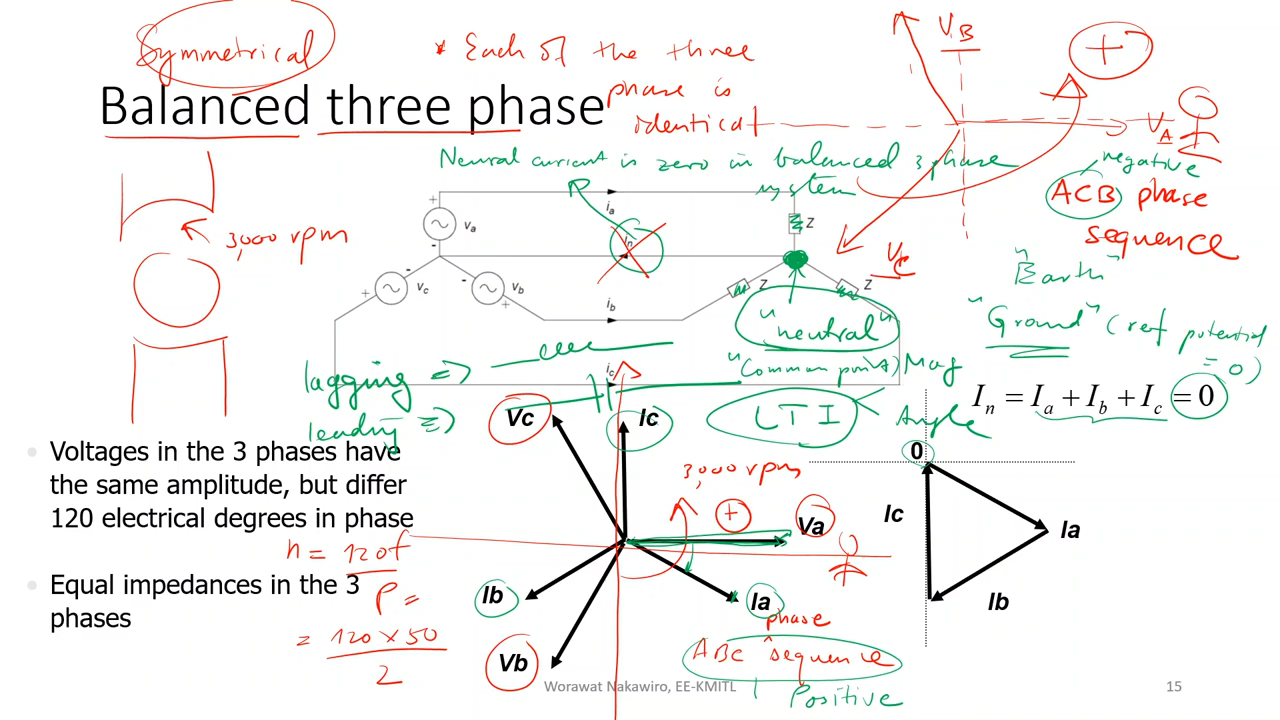 Symmetrical
* Each of the three
phase is
identical
Balanced three phase
VB
+
VA
VC
negative
ACB phase
sequence
Neural current is zero in balanced 3 phase
system
3,000 rpm
+
-
va
ia
in
Z
vc
-
+
-
vb
+
ib
Z
Z
ic
"neutral"
"Common point"
"Earth"
"Ground" (ref potential
= 0)
lagging =>
leading =>
LTI
Mag
Angle
In = Ia + Ib + Ic = 0
Voltages in the 3 phases have
the same amplitude, but differ
120 electrical degrees in phase
Equal impedances in the 3
phases
n = 120f
P =
= 120 x 50
2
Vc
Ic
3,000 rpm
+
Va
Ib
Ia
Vb
phase
ABC sequence
Positive
0
Ic
Ia
Ib
Worawat Nakawiro, EE-KMITL
15